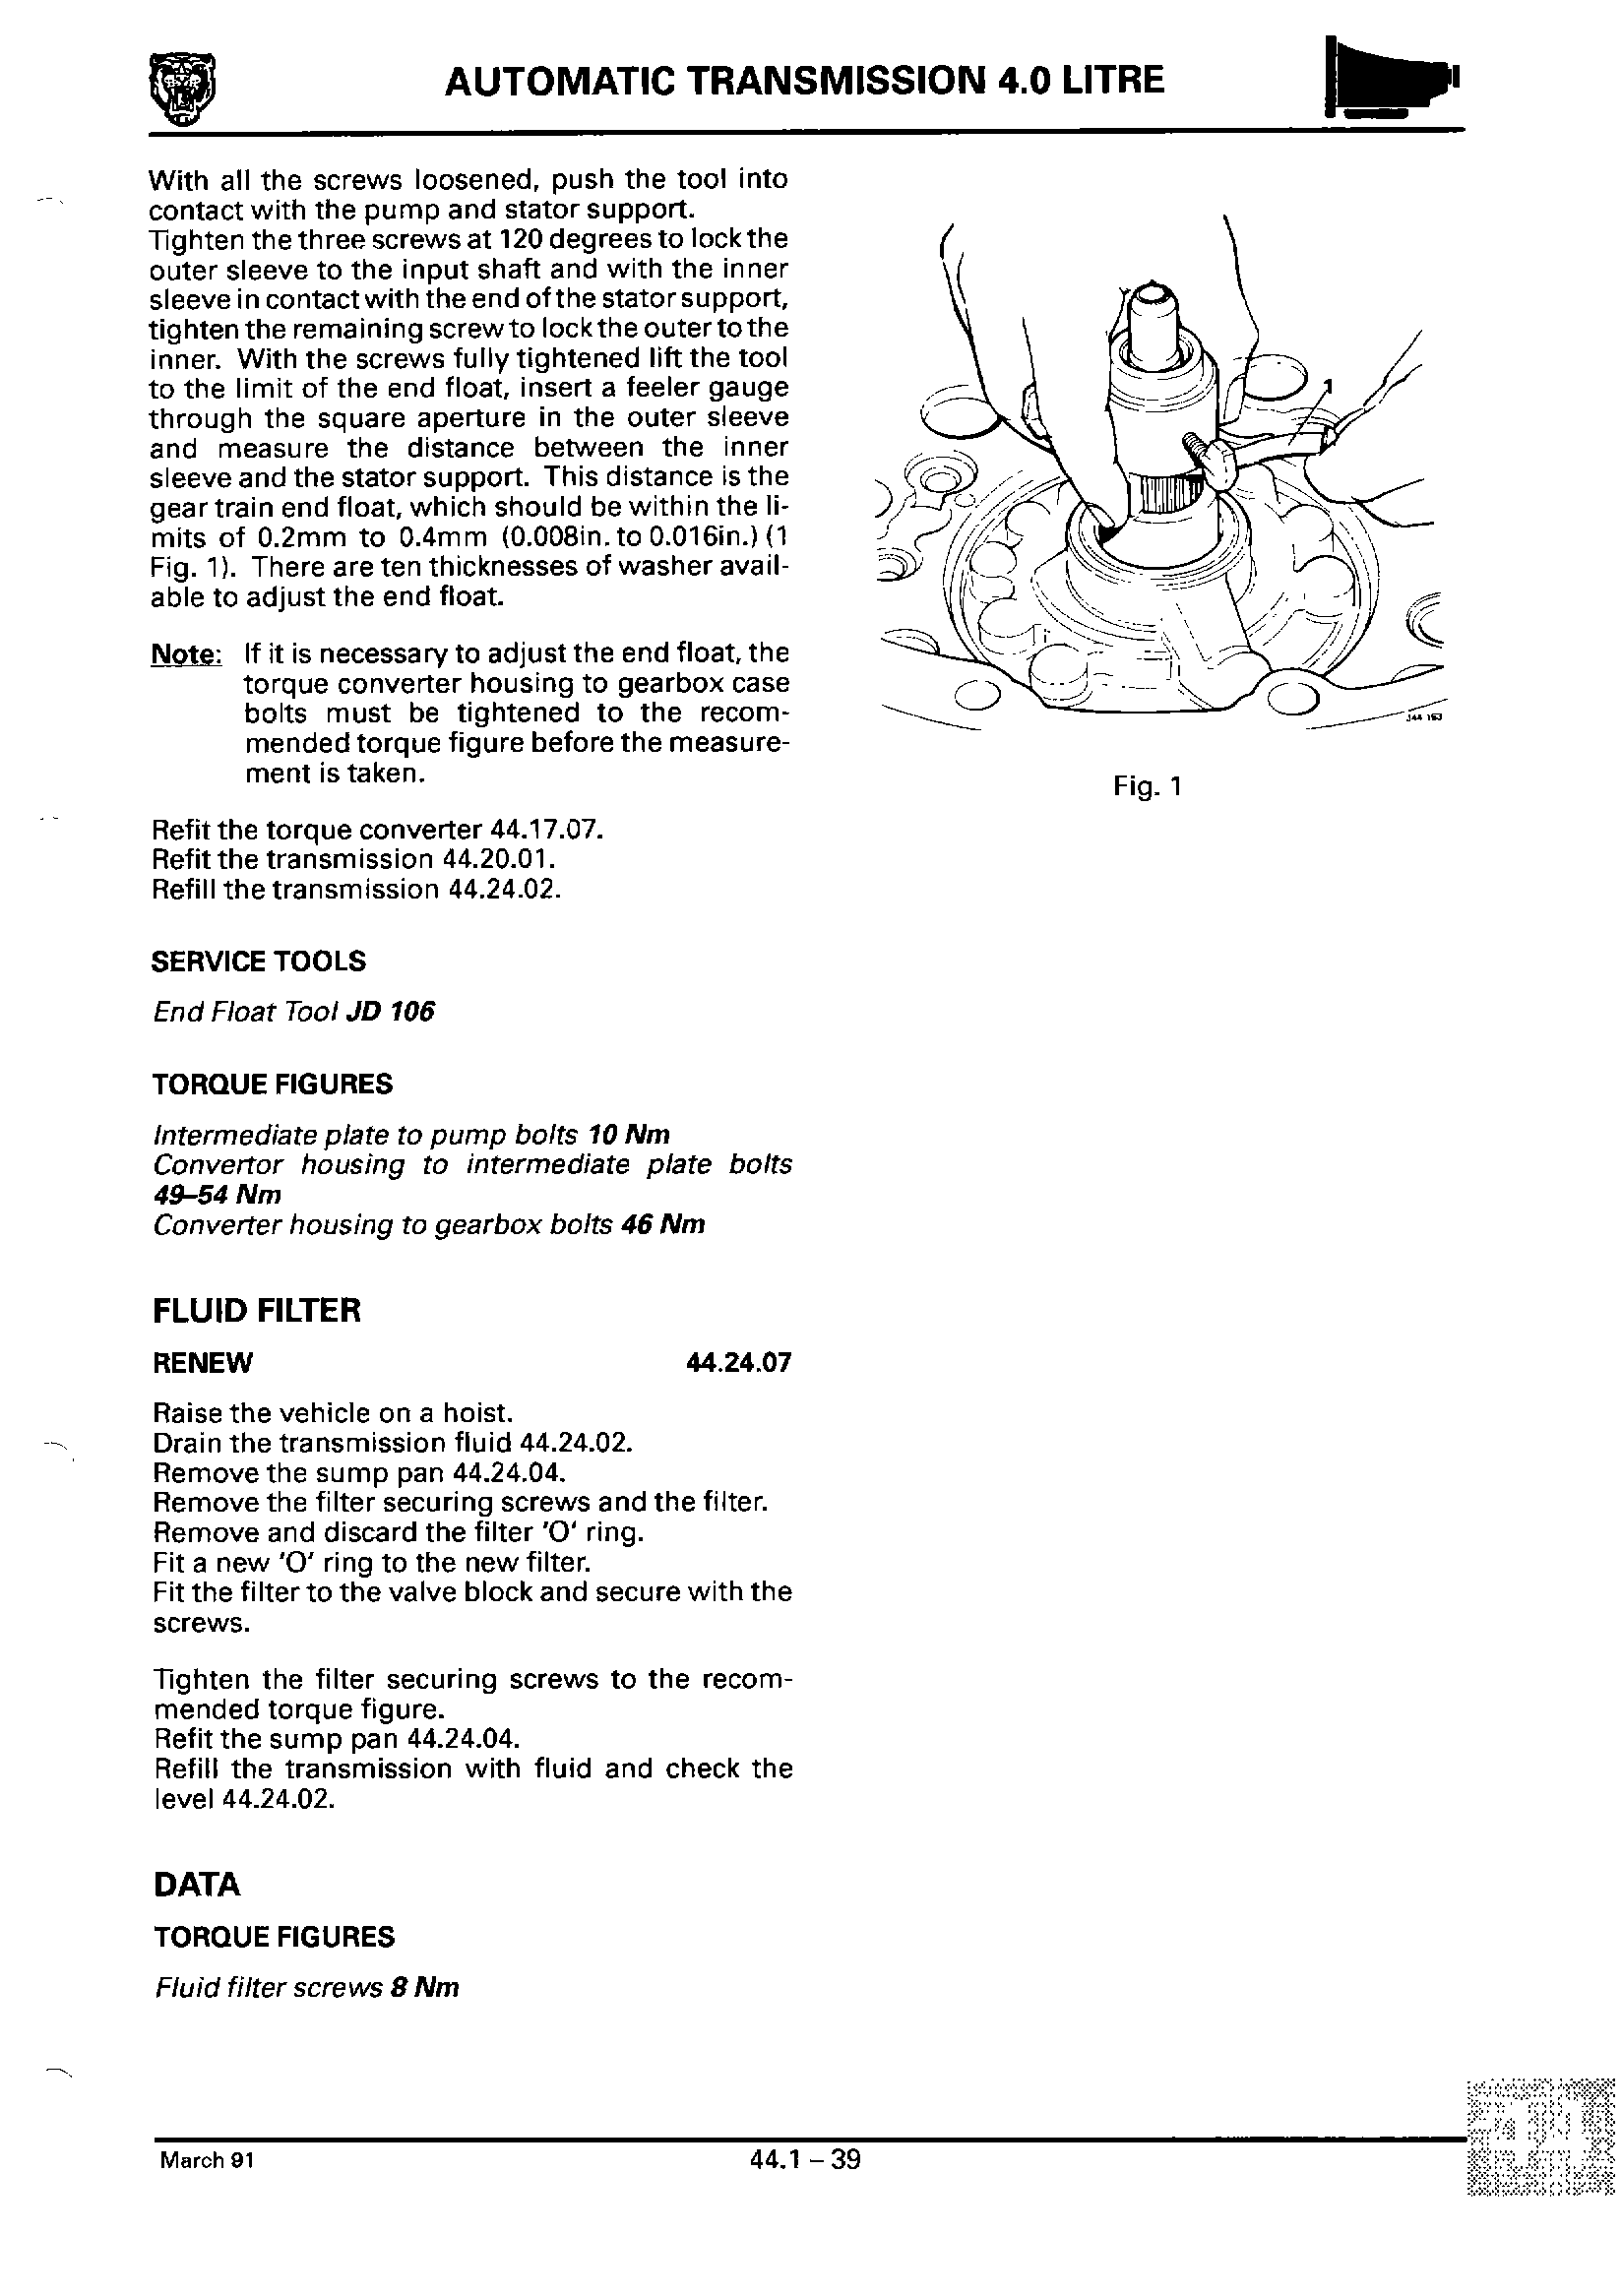 AUTOMATIC TRANSMISSION 4.0 LITRE
With all the screws loosened, push the tool into
contact with the pump and stator support.
Tighten the three screws at 120 degrees to lock the
outer sleeve to the input shaft and with the inner
sleeve in contact with the end of the stator support,
tighten the remaining screw to lock the outer to the
inner. With the screws fully tightened lift the tool
to the limit of the end float, insert a feeler gauge
through the square aperture in the outer sleeve
and measure the distance between the inner
sleeve and the stator support. This distance is the
gear train end float, which should be within the li-
mits of 0.2mm to 0.4mm (0.008in. to 0.016in.) (1
Fig. 1). There are ten thicknesses of washer avail-
able to adjust the end float.
Note: If it is necessary to adjust the end float, the
torque converter housing to gearbox case
bolts must be tightened to the recom-
mended torque figure before the measure-
ment is taken.
Refit the torque converter 44.17.07.
Refit the transmission 44.20.01.
Refill the transmission 44.24.02.
SERVICE TOOLS
End Float Tool JD 106
TORQUE FIGURES
Intermediate plate to pump bolts 10 Nm
Convertor housing to intermediate plate bolts
49–54 Nm
Converter housing to gearbox bolts 46 Nm
FLUID FILTER
RENEW 44.24.07
Raise the vehicle on a hoist.
Drain the transmission fluid 44.24.02.
Remove the sump pan 44.24.04.
Remove the filter securing screws and the filter.
Remove and discard the filter 'O' ring.
Fit a new 'O' ring to the new filter.
Fit the filter to the valve block and secure with the
screws.
Tighten the filter securing screws to the recom-
mended torque figure.
Refit the sump pan 44.24.04.
Refill the transmission with fluid and check the
level 44.24.02.
DATA
TORQUE FIGURES
Fluid filter screws 8 Nm
1
J44 163
Fig. 1
March 91
44.1 – 39
44